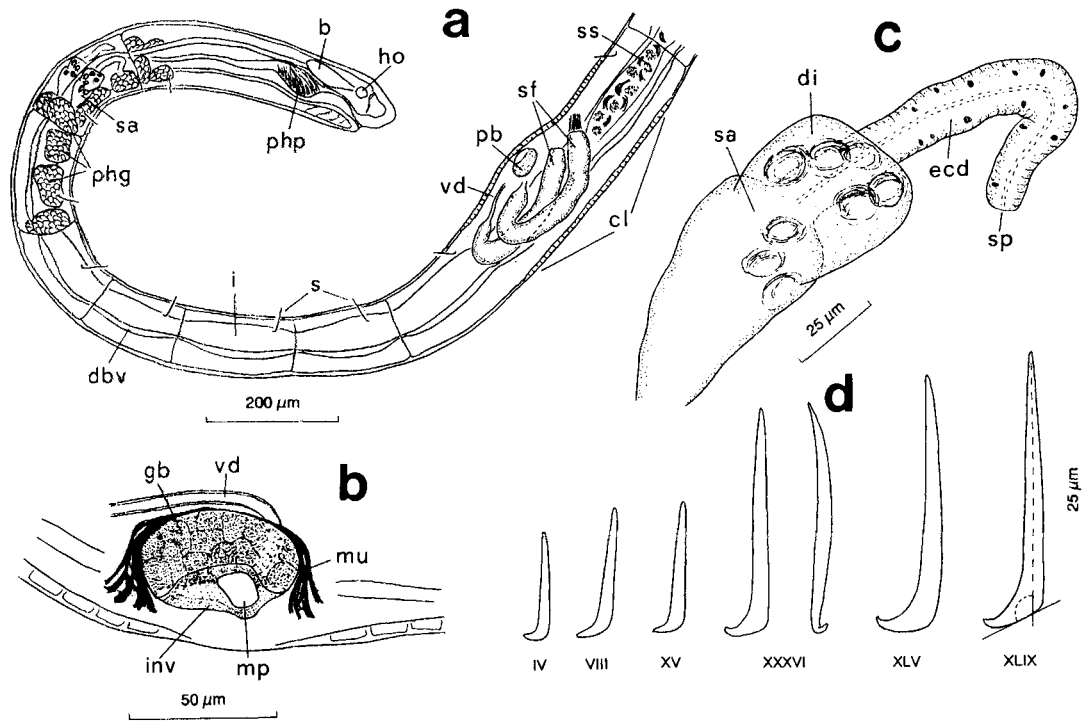 a
b
ho
php
sa
phg
i
s
dbv
ss
sf
pb
vd
cl
200 µm
b
gb
vd
mu
inv
mp
50 µm
c
di
sa
ecd
sp
25 µm
d
25 µm
IV
VIII
XV
XXXVI
XLV
XLIX